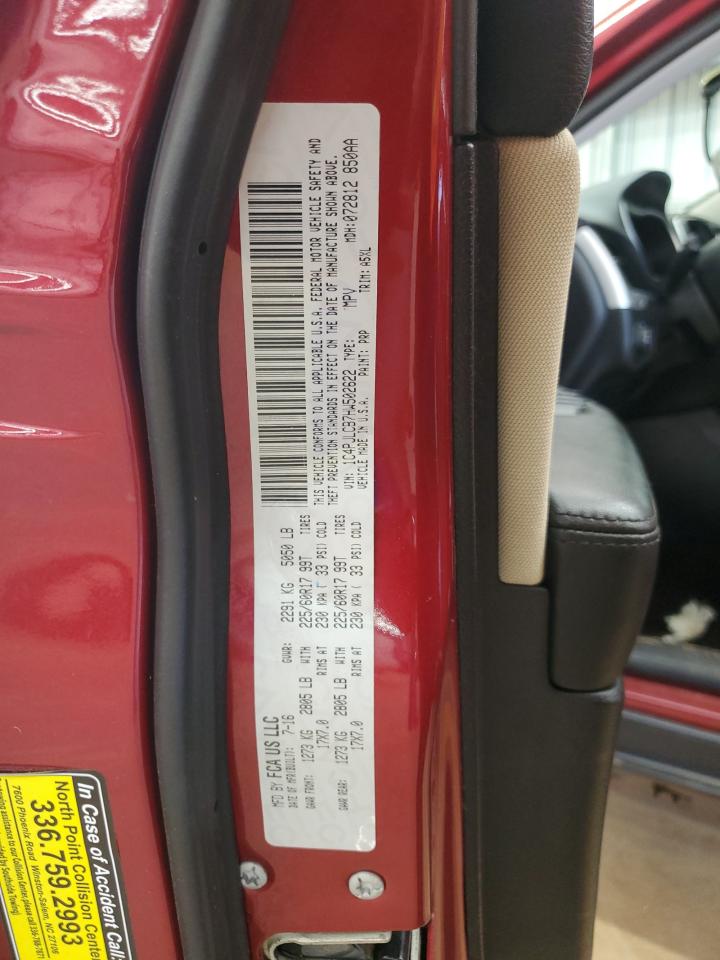 MFD BY FCA US LLC
DATE OF MFR(BUILT): 7-16 GVWR: 2291 KG 5050 LB
GAWR FRONT: 1273 KG 2805 LB WITH 225/60R17 99T TIRES
17X7.0 RIMS AT 230 KPA ( 33 PSI) COLD
GAWR REAR: 1273 KG 2805 LB WITH 225/60R17 99T TIRES
17X7.0 RIMS AT 230 KPA ( 33 PSI) COLD
THIS VEHICLE CONFORMS TO ALL APPLICABLE U.S.A. FEDERAL MOTOR VEHICLE SAFETY AND
THEFT PREVENTION STANDARDS IN EFFECT ON THE DATE OF MANUFACTURE SHOWN ABOVE.
VIN: 1C4PJLCB7HW502622 TYPE: MPV MDH:072812 850AA
VEHICLE MADE IN U.S.A. PAINT: PRP TRIM: A5XL
In Case of Accident Call:
North Point Collision Center
336.759.2993
7600 Phoenix Road Winston-Salem, NC 27106